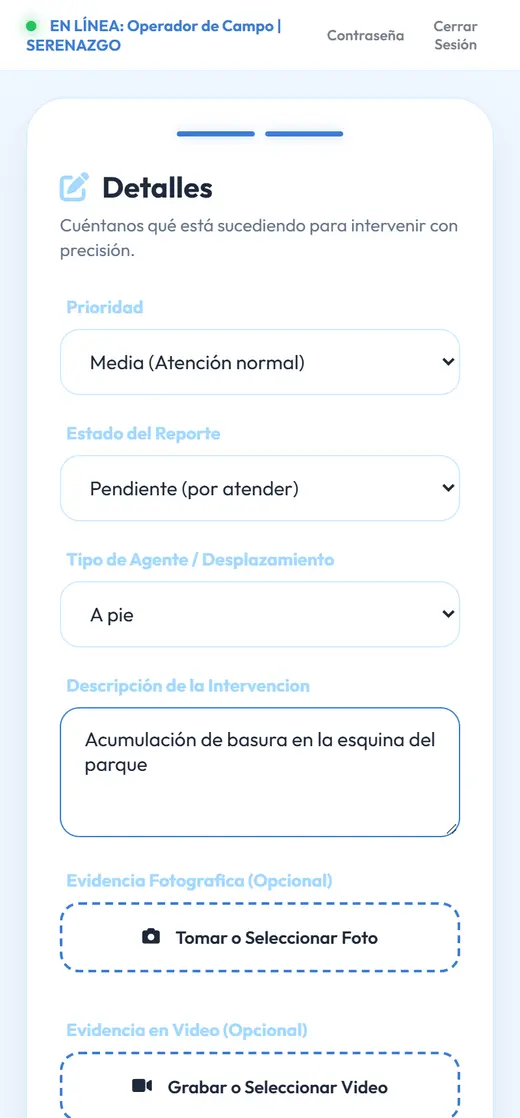 EN LÍNEA: Operador de Campo |
SERENAZGO
Contraseña
Cerrar
Sesión
Detalles
Cuéntanos qué está sucediendo para intervenir con
precisión.
Prioridad
Media (Atención normal)
Estado del Reporte
Pendiente (por atender)
Tipo de Agente / Desplazamiento
A pie
Descripción de la Intervencion
Acumulación de basura en la esquina del
parque
Evidencia Fotografica (Opcional)
Tomar o Seleccionar Foto
Evidencia en Video (Opcional)
Grabar o Seleccionar Video